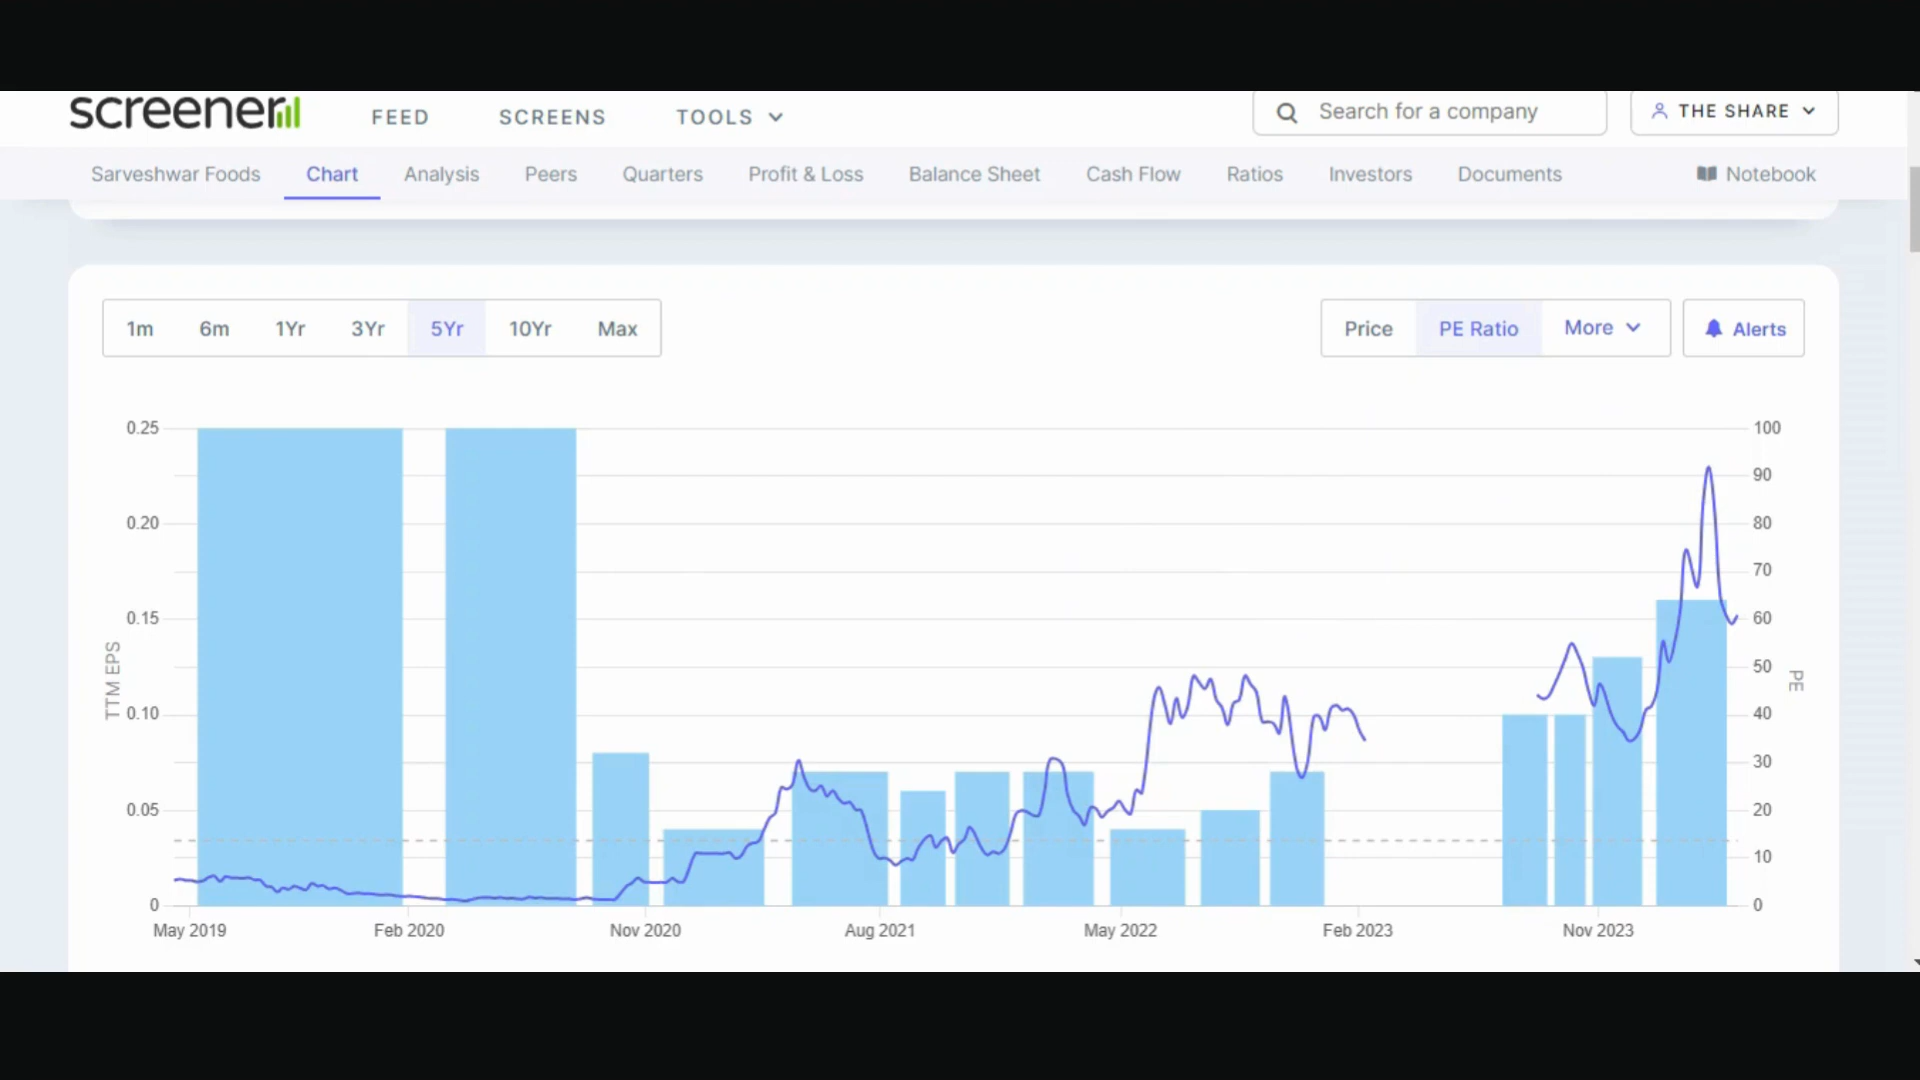 screener
FEED SCREENS TOOLS
Search for a company
THE SHARE
Sarveshwar Foods Chart Analysis Peers Quarters Profit & Loss Balance Sheet Cash Flow Ratios Investors Documents Notebook
1m 6m 1Yr 3Yr 5Yr 10Yr Max
Price PE Ratio More Alerts
0.25 100
90
0.20 80
70
0.15 60
50
0.10 40
30
0.05 20
10
0 0
TTM EPS
PE
May 2019 Feb 2020 Nov 2020 Aug 2021 May 2022 Feb 2023 Nov 2023